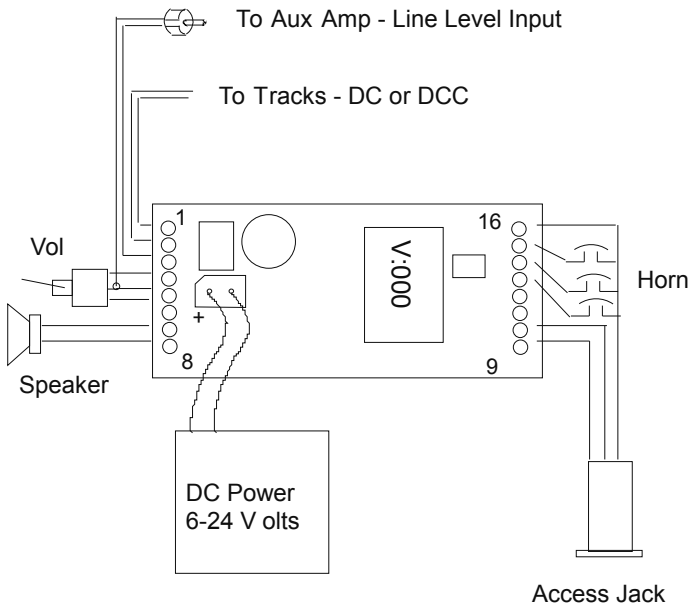 To Aux Amp - Line Level Input
To Tracks - DC or DCC
1
16
Vol
V:000
Horn
+
8
9
Speaker
DC Power
6-24 V olts
Access Jack